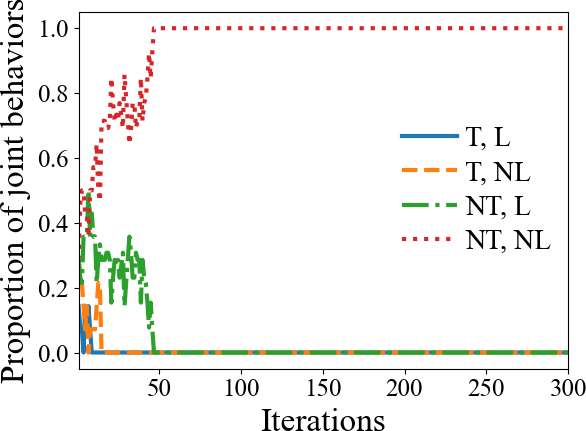 Proportion of joint behaviors
1.0
0.8
0.6
0.4
0.2
0.0
T, L
T, NL
NT, L
NT, NL
50 100 150 200 250 300
Iterations